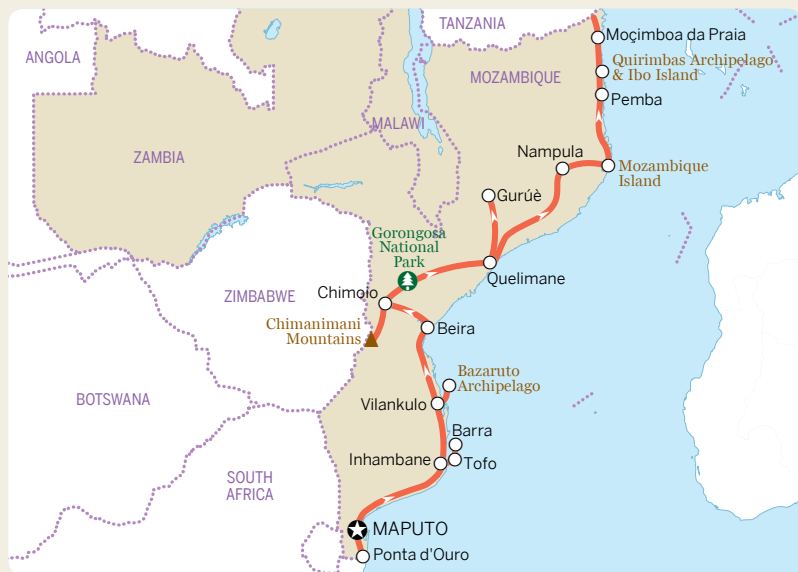 TANZANIA
Moçimboa da Praia
ANGOLA
Quirimbas Archipelago
& Ibo Island
MOZAMBIQUE
Pemba
MALAWI
ZAMBIA
Nampula
Mozambique
Island
Gurúè
Gorongosa
National
Park
Quelimane
ZIMBABWE
Chimoio
Chimanimani
Mountains
Beira
Bazaruto
Archipelago
BOTSWANA
Vilankulo
Barra
Inhambane
Tofo
SOUTH
AFRICA
MAPUTO
Ponta d'Ouro